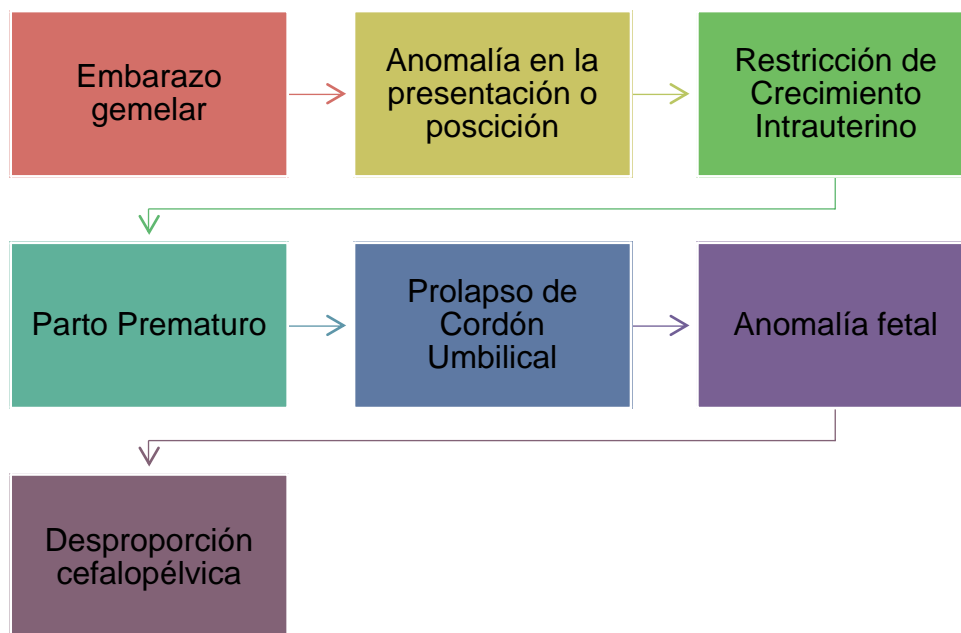 Embarazo
gemelar
Anomalía en la
presentación o
poscición
Restricción de
Crecimiento
Intrauterino
Parto Prematuro
Prolapso de
Cordón
Umbilical
Anomalía fetal
Desproporción
cefalopélvica